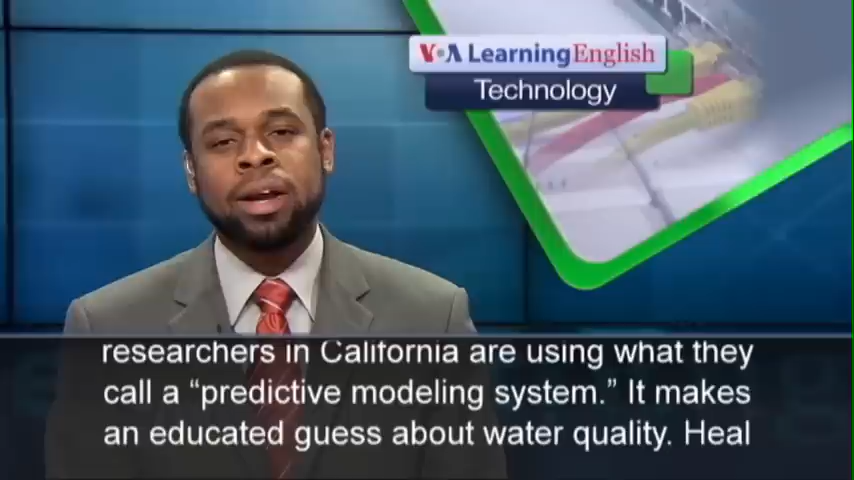 VOA Learning English
Technology
researchers in California are using what they
call a “predictive modeling system.” It makes
an educated guess about water quality. Heal